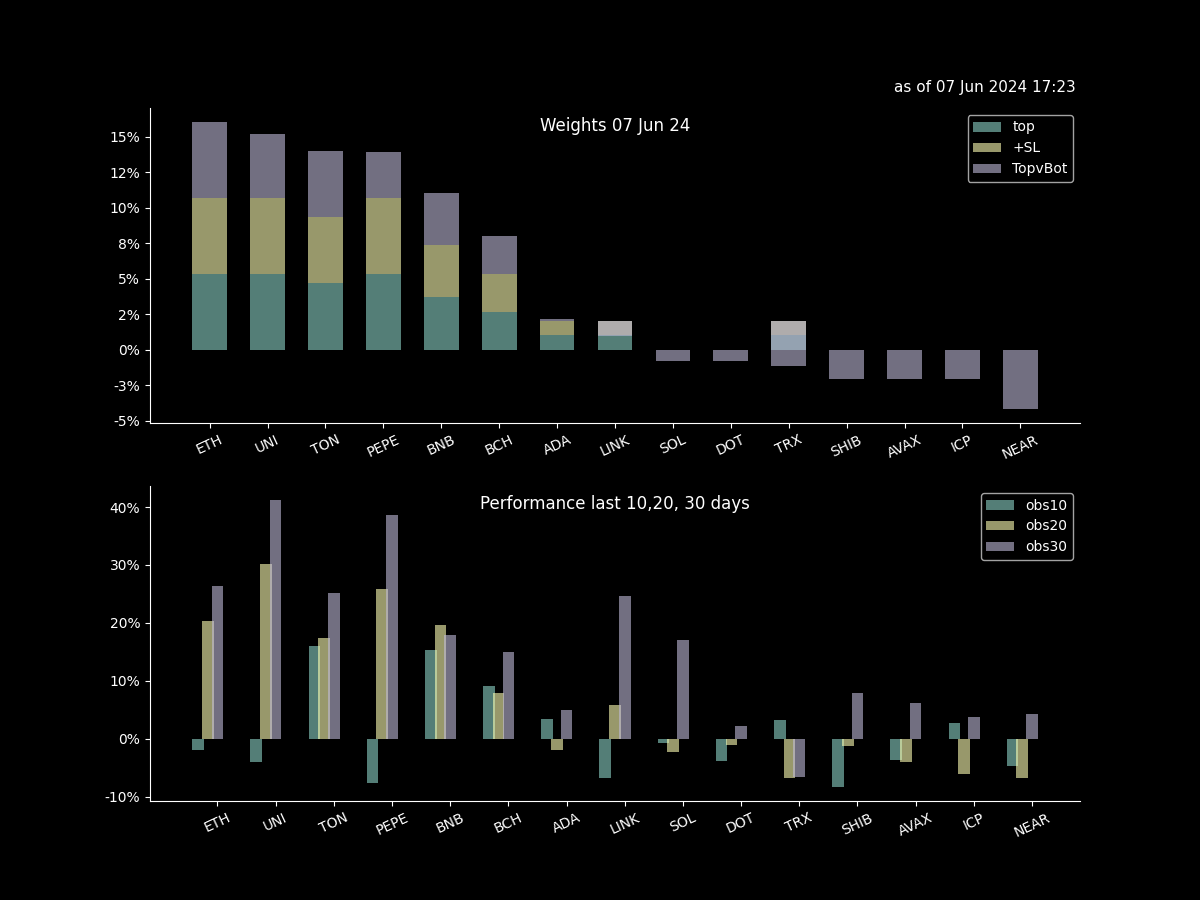 as of 07 Jun 2024 17:23
Weights 07 Jun 24
top
+SL
TopvBot
15%
12%
10%
8%
5%
2%
0%
-3%
-5%
ETH UNI TON PEPE BNB BCH ADA LINK SOL DOT TRX SHIB AVAX ICP NEAR
Performance last 10,20, 30 days
obs10
obs20
obs30
40%
30%
20%
10%
0%
-10%
ETH UNI TON PEPE BNB BCH ADA LINK SOL DOT TRX SHIB AVAX ICP NEAR